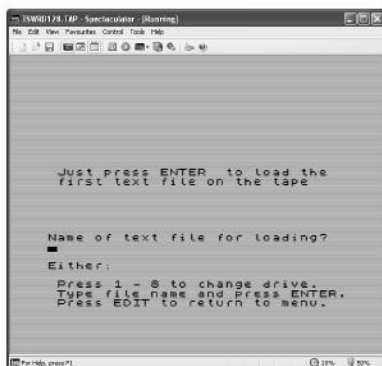 TSWRD128.TAP - Spectaculator - (Running)
File Edit View Favourites Control Tools Help
Just press ENTER to load the
first text file on the tape
Name of text file for loading?
Either:
Press 1 - 8 to change drive.
Type file name and press ENTER.
Press EDIT to return to menu.
For Help, press F1
10% 50%